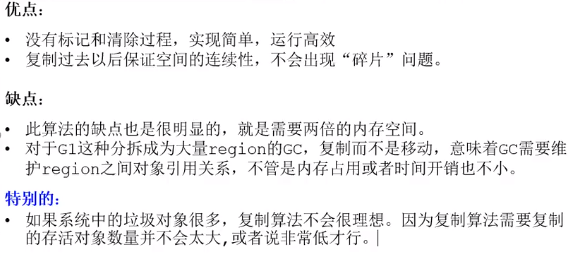 优点:
• 没有标记和清除过程，实现简单，运行高效
• 复制过去以后保证空间的连续性，不会出现“碎片”问题。
缺点:
• 此算法的缺点也是很明显的，就是需要两倍的内存空间。
• 对于G1这种分拆成为大量region的GC，复制而不是移动，意味着GC需要维
护region之间对象引用关系，不管是内存占用或者时间开销也不小。
特别的:
• 如果系统中的垃圾对象很多，复制算法不会很理想。因为复制算法需要复制
的存活对象数量并不会太大,或者说非常低才行。